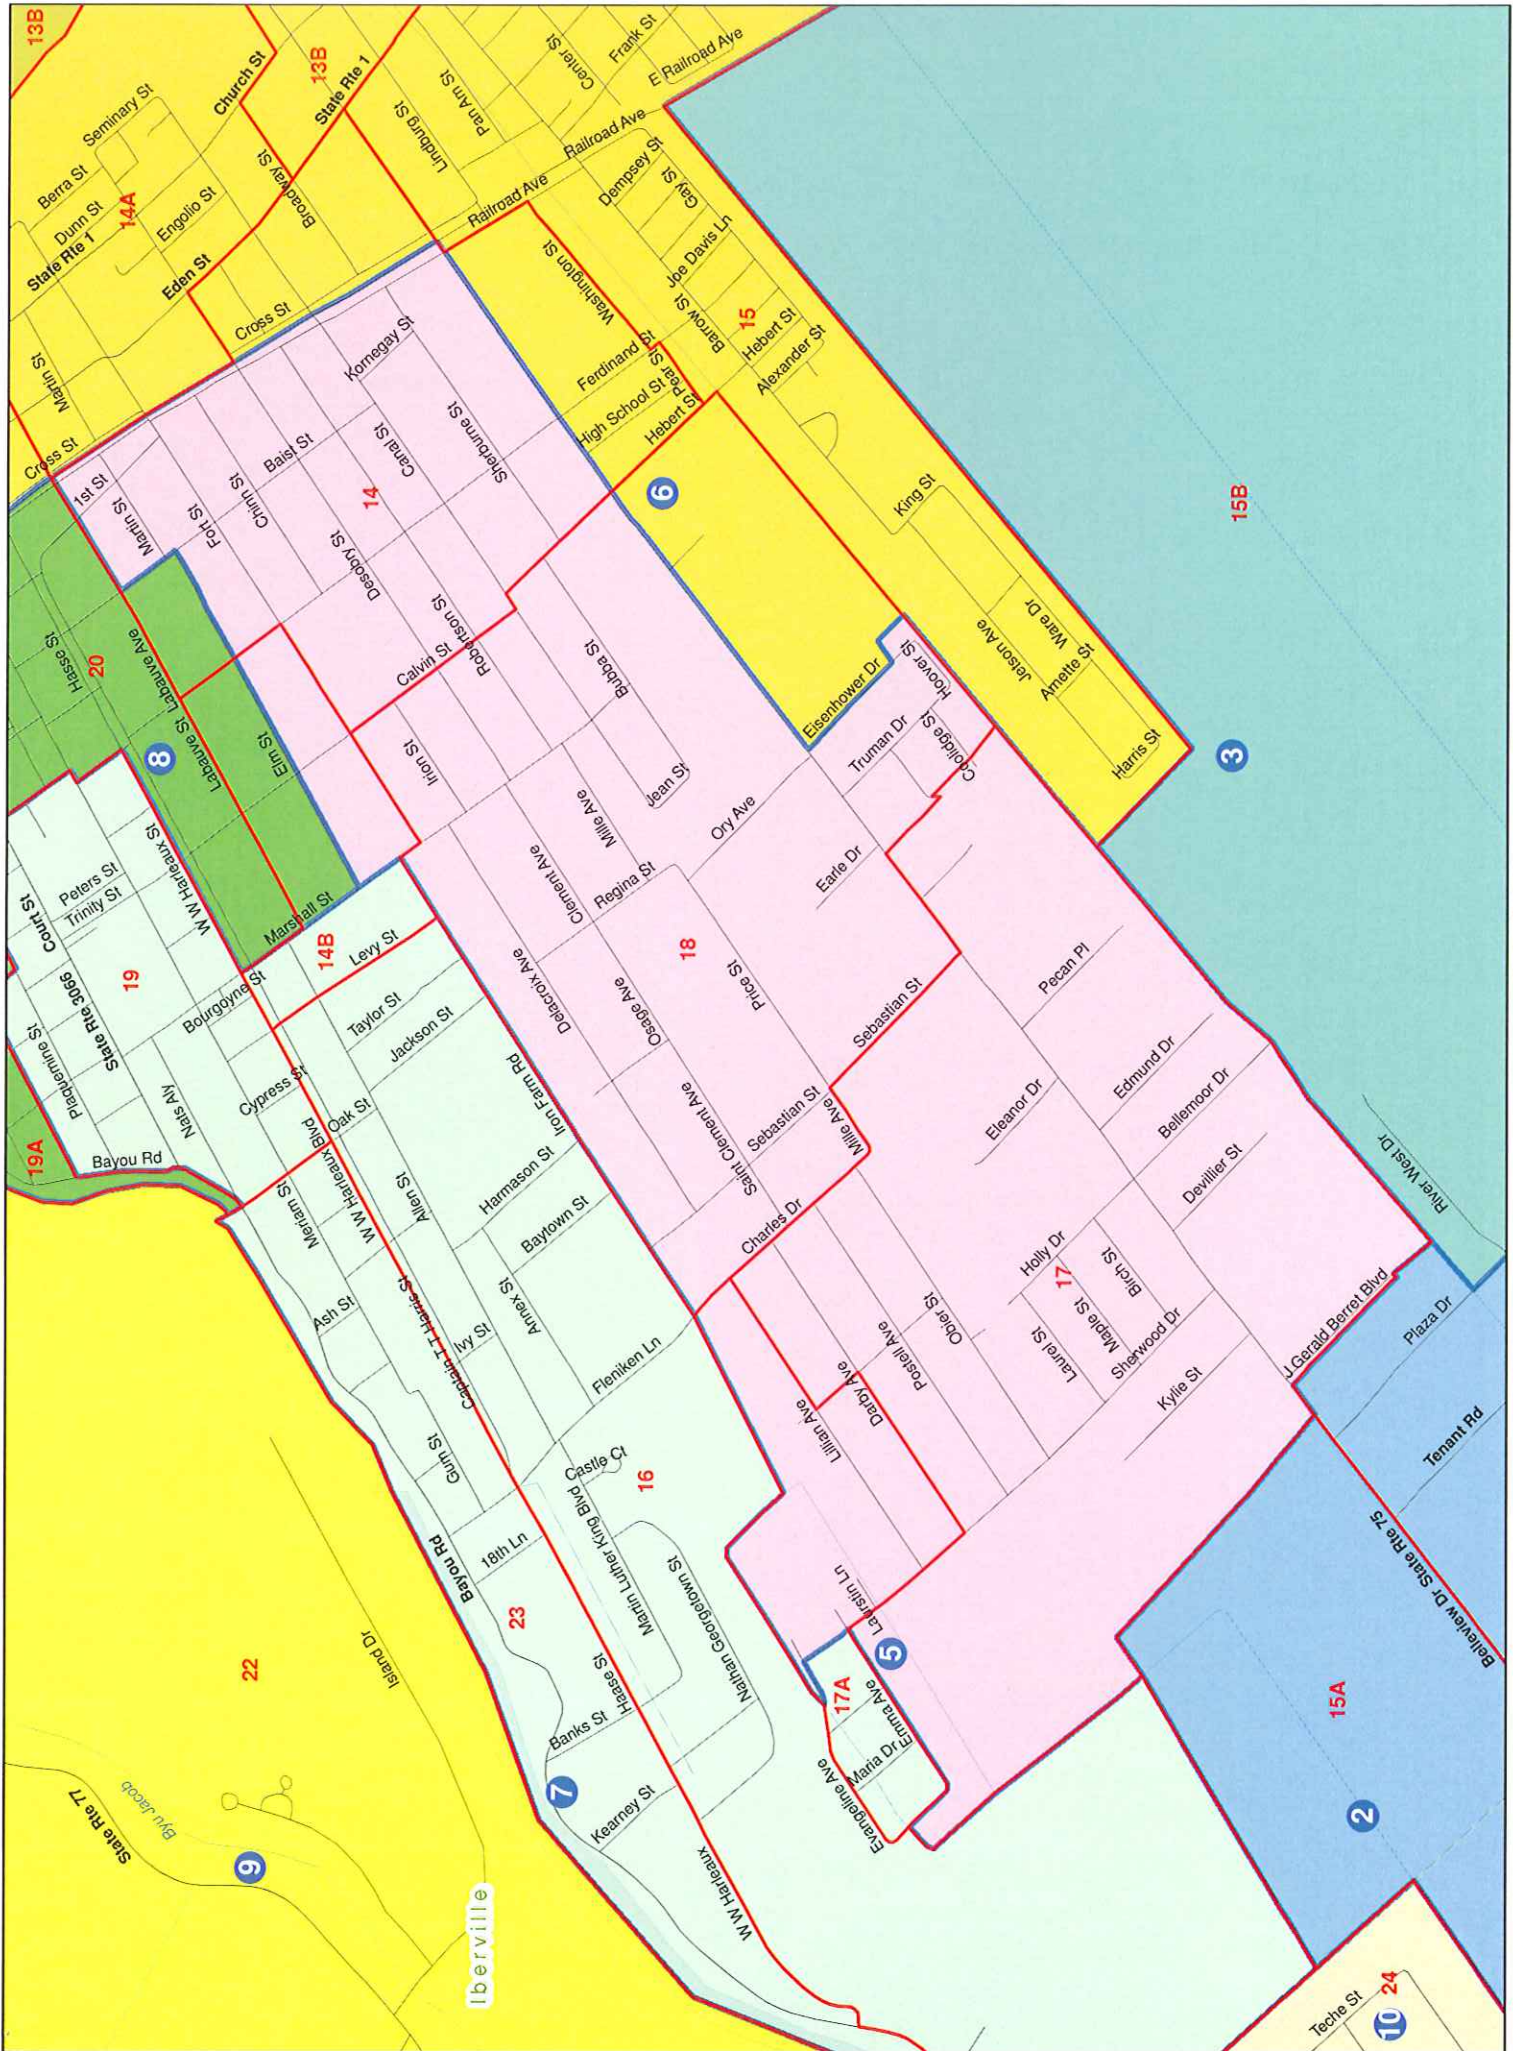 13B
Church St
13B
State Rte 1
Lindburg St
Pan Am St
Center St
Frank St
E Railroad Ave
Seminary St
Berra St
Dunn St
State Rte 1
14A
Engolio St
Eden St
Broadway St
Railroad Ave
Railroad Ave
Dempsey St
Gay St
Joe Davis Ln
Barrow St
15
Hebert St
Alexander St
Washington St
Ferdinand St
High School St
Pear St
Hebert St
Martin St
Cross St
Cross St
Kornegay St
1st St
Martin St
Fort St
Chinn St
Baist St
14
Canal St
Sherburne St
Desobry St
Robertson St
Calvin St
6
King St
15B
20
Hasse St
Labauve Ave
Labauve St
8
Elm St
Irion St
Bubba St
Jean St
Mille Ave
Eisenhower Dr
Hoover St
Truman Dr
Coolidge St
Jetson Ave
Ware Dr
Arnette St
Harris St
3
Ory Ave
Earle Dr
Clement Ave
Regina St
Court St
Peters St
Trinity St
W W Harleaux St
Marshall St
14B
Levy St
19
State Rte 3066
Plaquemine St
Bourgoyne St
Taylor St
Jackson St
Nats Aly
Cypress St
Oak St
19A
Bayou Rd
Delacroix Ave
Osage Ave
18
Price St
Sebastian St
Pecan Pl
Iron Farm Rd
Saint Clement Ave
Sebastian St
Mille Ave
Eleanor Dr
Edmund Dr
Bellemoor Dr
River West Dr
Meriam St
W W Harleaux Blvd
Allen St
Harmason St
Baytown St
Charles Dr
Devillier St
Holly Dr
Birch St
17
Maple St
Laurel St
Sherwood Dr
Kylie St
J Gerald Berret Blvd
Plaza Dr
Tenant Rd
Ash St
Captain T T Harris St
Ivy St
Annex St
Fleniken Ln
Obier St
Postell Ave
Darby Ave
Lillian Ave
Gum St
Castle Ct
16
Martin Luther King Blvd
Nathan Georgetown St
18th Ln
Bayou Rd
23
Haase St
Banks St
7
Kearney St
W W Harleaux
Laurslin Ln
5
17A
Emma Ave
Maria Dr
Evangeline Ave
Belleview Dr State Rte 75
15A
2
22
Island Dr
State Rte 77
Byu Jacob
9
Iberville
Teche St
24
10